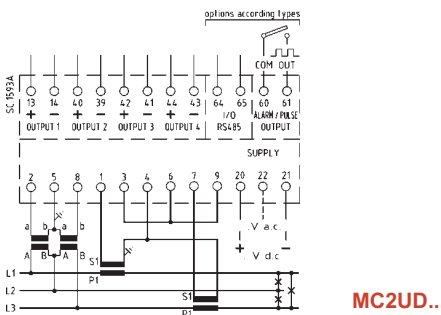 options according types
COM OUT
SC 1593A
13 14 40 39 42 41 44 43 64 65 60 61
+ − + − + − + − I/O ALARM / PULSE
OUTPUT 1 OUTPUT 2 OUTPUT 3 OUTPUT 4 RS485 OUTPUT
SUPPLY
2 5 8 1 3 4 6 7 9 20 22 21
a b a b
V a.c.
+ −
V d.c.
A B A B
S1
L1
P1
L2
S1
MC2UD..
L3
P1